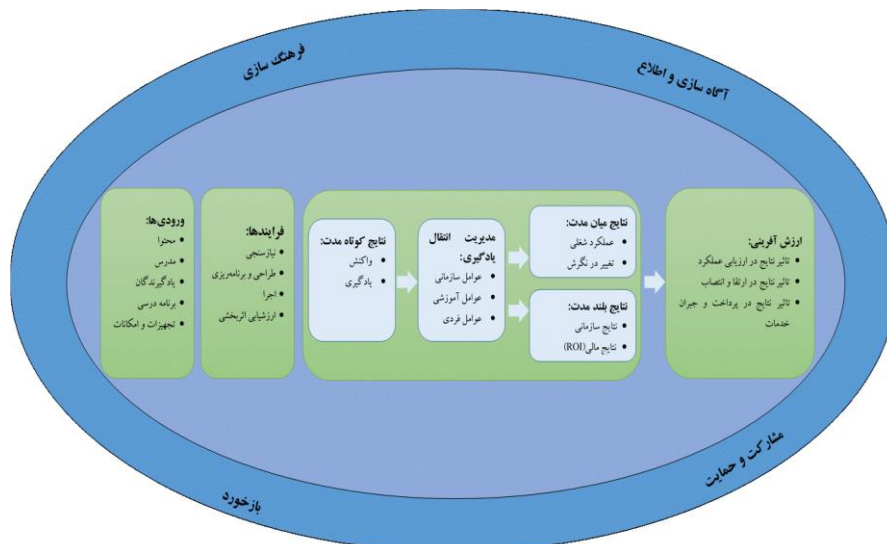 فرهنگ سازی
آگاه سازی و اطلاع
ورودی‌ها:
• محتوا
• مدرس
• یادگیرندگان
• برنامه درسی
• تجهیزات و امکانات
فرایندها:
• نیازسنجی
• طراحی و برنامه‌ریزی
• اجرا
• ارزشیابی اثربخشی
نتایج کوتاه مدت:
• واکنش
• یادگیری
مدیریت انتقال
یادگیری:
• عوامل سازمانی
• عوامل آموزشی
• عوامل فردی
نتایج میان مدت:
• عملکرد شغلی
• تغییر در نگرش
نتایج بلند مدت:
• نتایج سازمانی
• نتایج مالی(ROI)
ارزش آفرینی:
• تاثیر نتایج در ارزیابی عملکرد
• تاثیر نتایج در ارتقا و انتصاب
• تاثیر نتایج در پرداخت و جبران
خدمات
بازخورد
مشارکت و حمایت